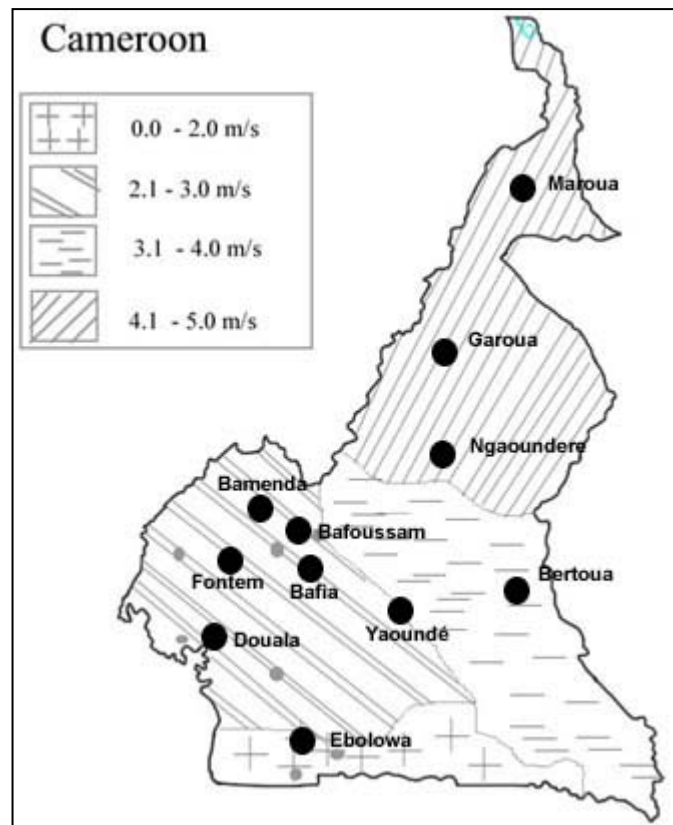 Cameroon
0.0 - 2.0 m/s
2.1 - 3.0 m/s
3.1 - 4.0 m/s
4.1 - 5.0 m/s
Maroua
Garoua
Ngaoundere
Bamenda
Bafoussam
Fontem
Bafia
Bertoua
Yaoundé
Douala
Ebolowa